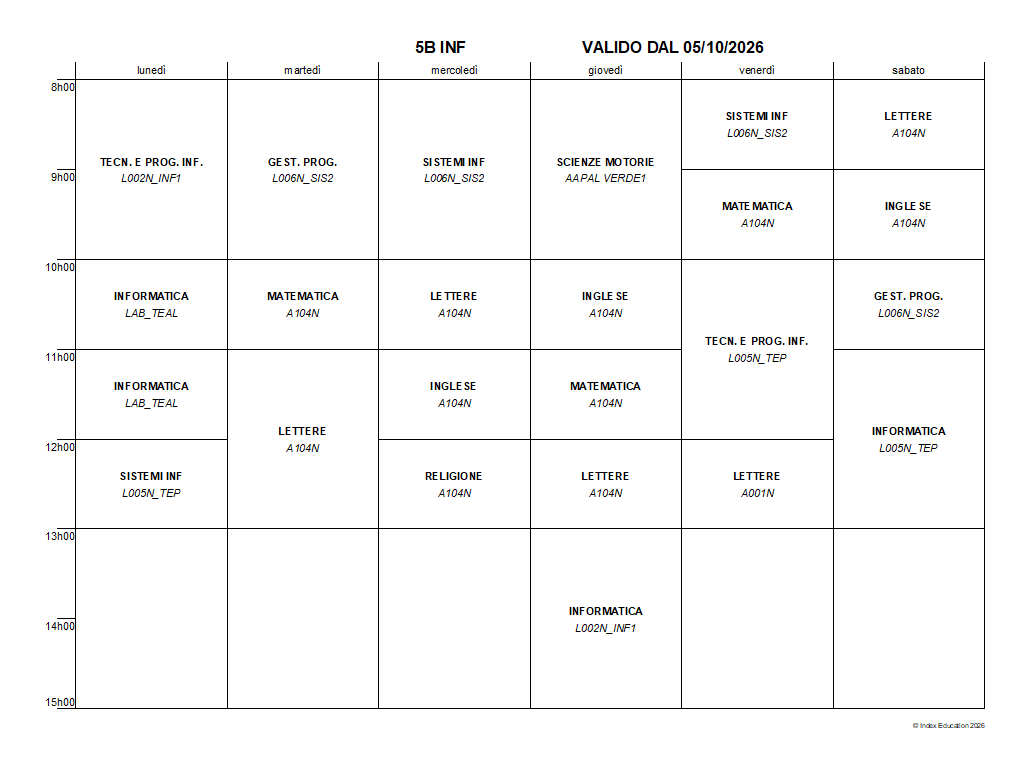 5B INF VALIDO DAL 05/10/2026
lunedì martedì mercoledì giovedì venerdì sabato
8h00
SISTEMI INF LETTERE
L006N_SIS2 A104N
TECN. E PROG. INF. GEST. PROG. SISTEMI INF SCIENZE MOTORIE
9h00 L002N_INF1 L006N_SIS2 L006N_SIS2 AAPAL VERDE1
MATEMATICA INGLESE
A104N A104N
10h00
INFORMATICA MATEMATICA LETTERE INGLESE GEST. PROG.
LAB_TEAL A104N A104N A104N L006N_SIS2
TECN. E PROG. INF.
11h00 L005N_TEP
INFORMATICA INGLESE MATEMATICA
LAB_TEAL A104N A104N
LETTERE INFORMATICA
12h00 A104N L005N_TEP
SISTEMI INF RELIGIONE LETTERE LETTERE
L005N_TEP A104N A104N A001N
13h00
INFORMATICA
14h00 L002N_INF1
15h00
© Index Education 2026